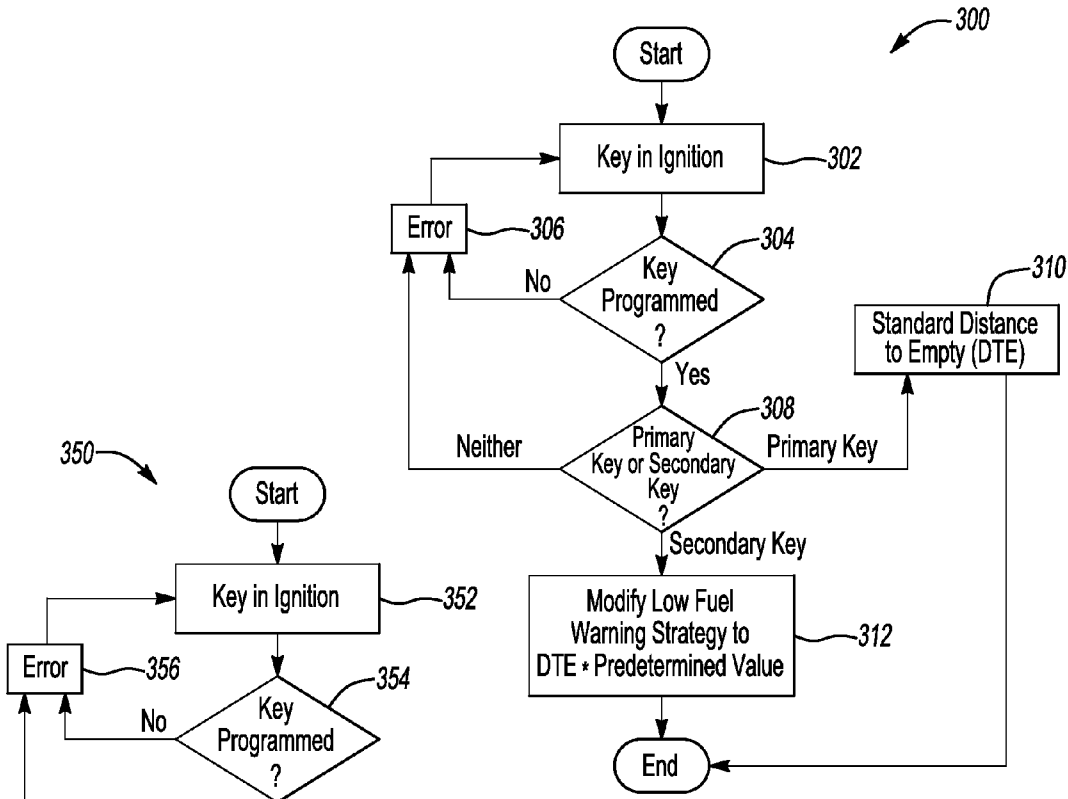 300
Start
Key in Ignition
302
Error
306
304
Key
Programmed
?
No
Yes
310
Standard Distance
to Empty (DTE)
308
Primary
Key or Secondary
Key
?
Neither
Primary Key
Secondary Key
Modify Low Fuel
Warning Strategy to
DTE * Predetermined Value
312
End
350
Start
Key in Ignition
352
Error
356
354
Key
Programmed
?
No